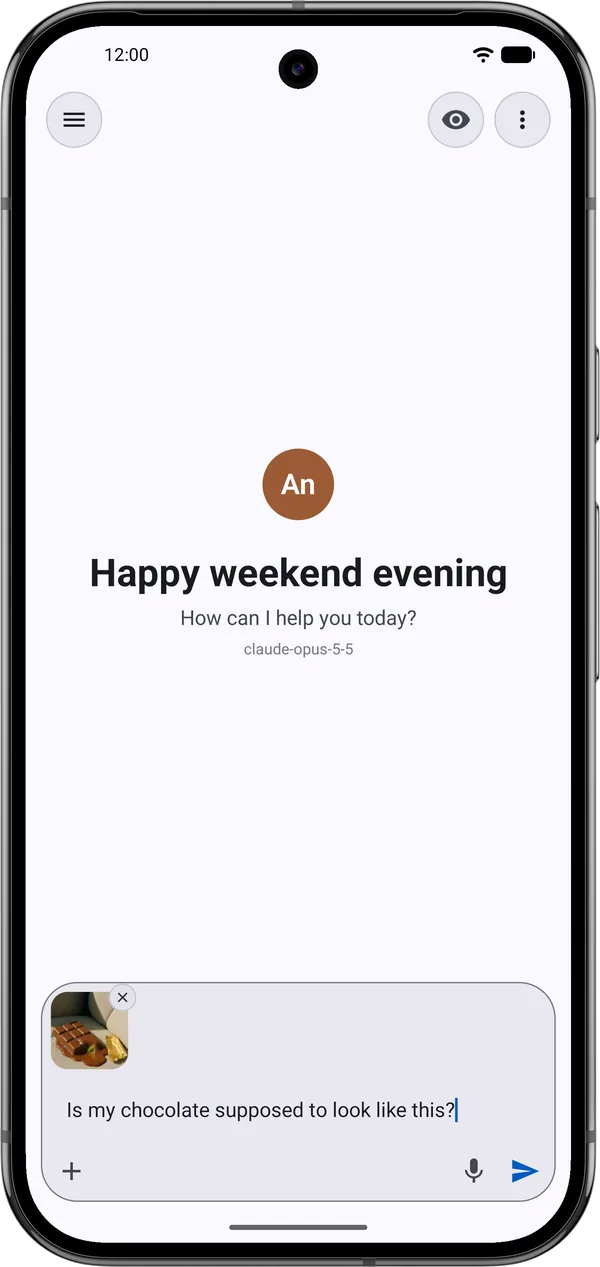 12:00
An
Happy weekend evening
How can I help you today?
claude-opus-5-5
Is my chocolate supposed to look like this?